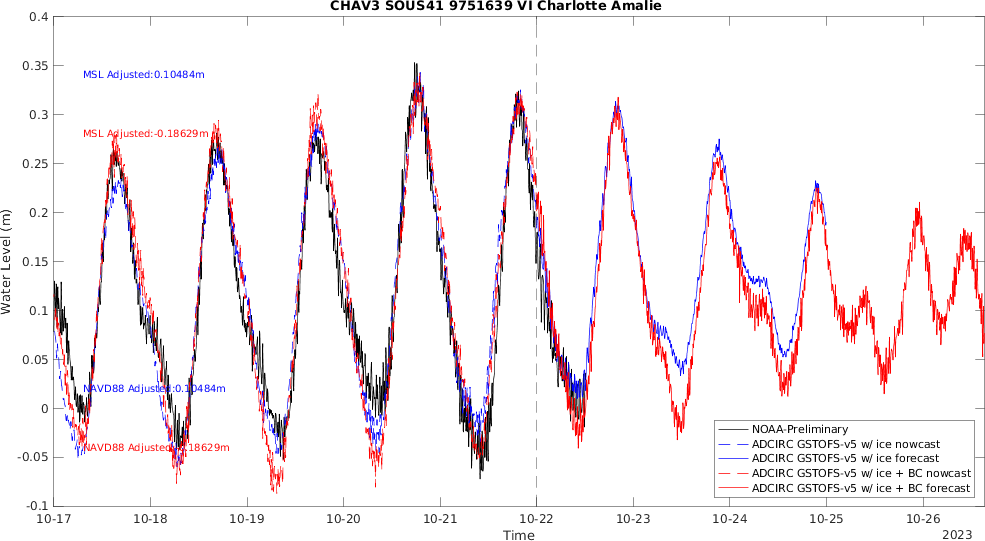 CHAV3 SOUS41 9751639 VI Charlotte Amalie
0.4
0.35
0.3
0.25
0.2
0.15
0.1
0.05
0
-0.05
-0.1
Water Level (m)
MSL Adjusted:0.10484m
MSL Adjusted:-0.18629m
NAVD88 Adjusted:0.10484m
NAVD88 Adjusted:-0.18629m
NOAA-Preliminary
ADCIRC GSTOFS-v5 w/ ice nowcast
ADCIRC GSTOFS-v5 w/ ice forecast
ADCIRC GSTOFS-v5 w/ ice + BC nowcast
ADCIRC GSTOFS-v5 w/ ice + BC forecast
10-17 10-18 10-19 10-20 10-21 10-22 10-23 10-24 10-25 10-26
Time
2023